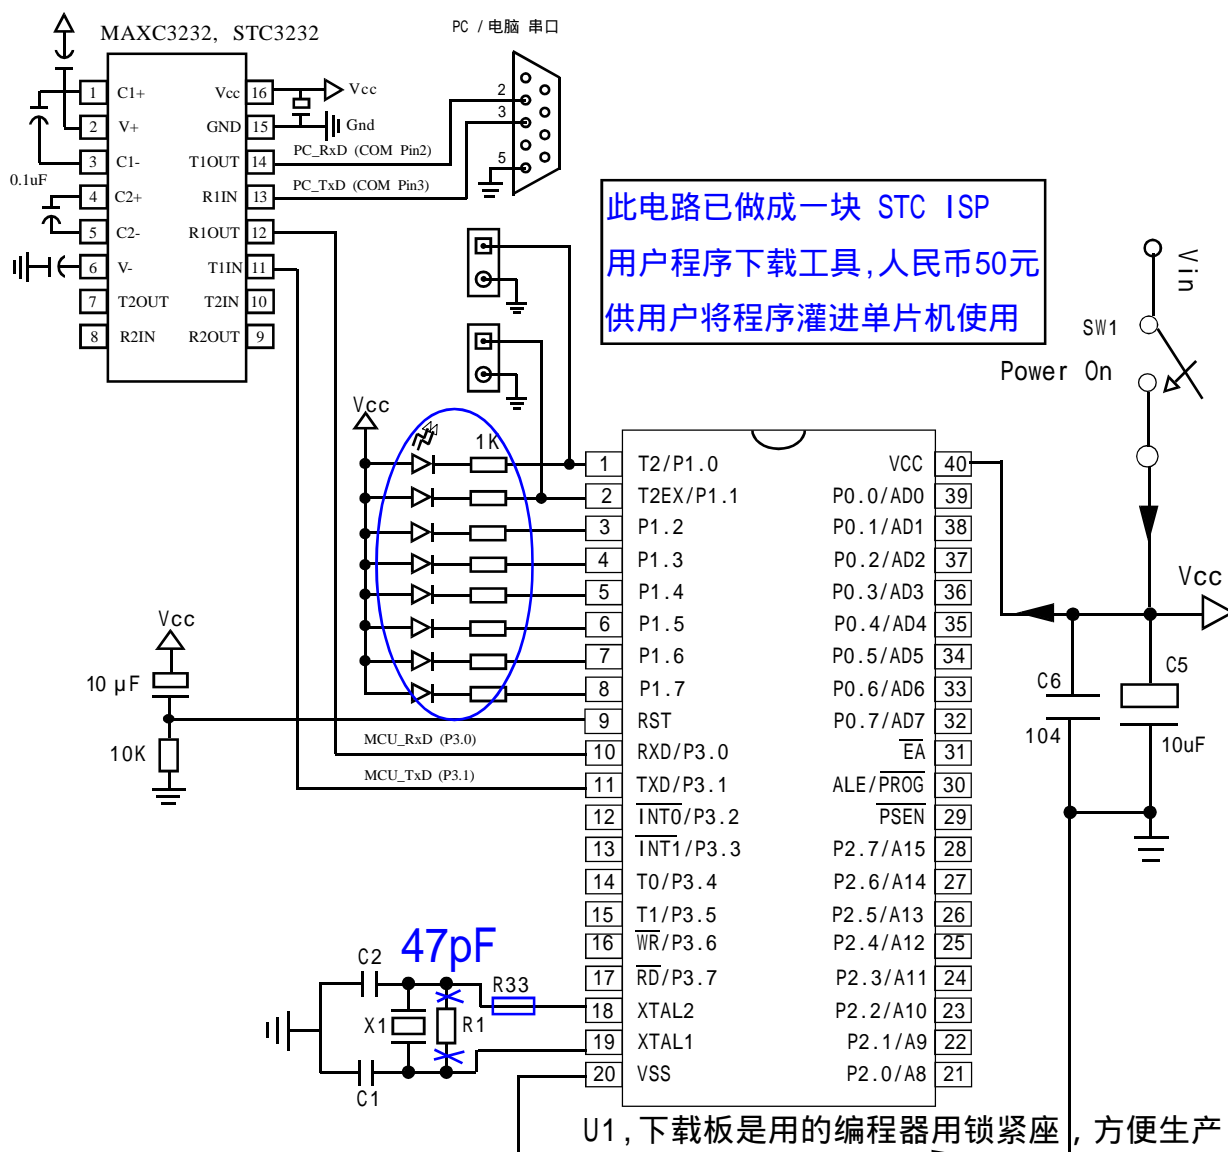 MAXC3232, STC3232
PC / 电脑 串口
1 C1+ Vcc 16 Vcc
2 V+ GND 15 Gnd
3 C1- T1OUT 14 PC_RxD (COM Pin2)
4 C2+ R1IN 13 PC_TxD (COM Pin3)
5 C2- R1OUT 12
6 V- T1IN 11
7 T2OUT T2IN 10
8 R2IN R2OUT 9
0.1uF
2
3
5
此电路已做成一块 STC ISP
用户程序下载工具,人民币50元
供用户将程序灌进单片机使用
Vin
SW1
Power On
Vcc
1K
1 T2/P1.0 VCC 40
2 T2EX/P1.1 P0.0/AD0 39
3 P1.2 P0.1/AD1 38
4 P1.3 P0.2/AD2 37
5 P1.4 P0.3/AD3 36
6 P1.5 P0.4/AD4 35
7 P1.6 P0.5/AD5 34
8 P1.7 P0.6/AD6 33
9 RST P0.7/AD7 32
10 RXD/P3.0 EA 31
11 TXD/P3.1 ALE/PROG 30
12 INT0/P3.2 PSEN 29
13 INT1/P3.3 P2.7/A15 28
14 T0/P3.4 P2.6/A14 27
15 T1/P3.5 P2.5/A13 26
16 WR/P3.6 P2.4/A12 25
17 RD/P3.7 P2.3/A11 24
18 XTAL2 P2.2/A10 23
19 XTAL1 P2.1/A9 22
20 VSS P2.0/A8 21
Vcc
C6
C5
104
10uF
Vcc
10 µF
10K
MCU_RxD (P3.0)
MCU_TxD (P3.1)
47pF
C2
R33
X1
R1
C1
U1,下载板是用的编程器用锁紧座，方便生产